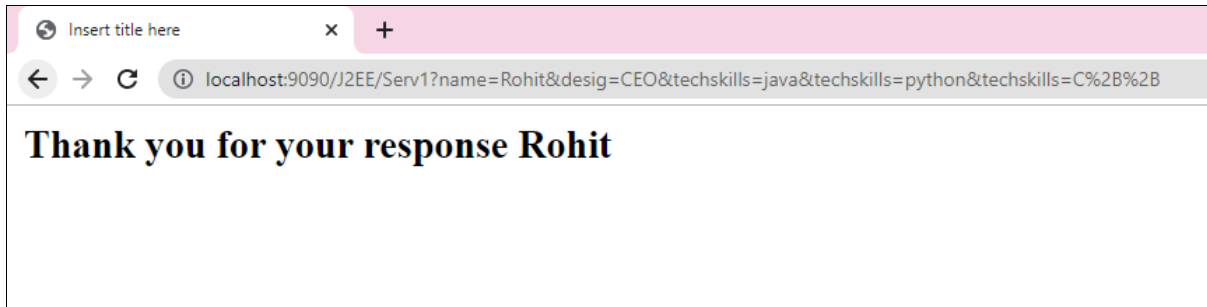 Insert title here
localhost:9090/J2EE/Serv1?name=Rohit&desig=CEO&techskills=java&techskills=python&techskills=C%2B%2B
Thank you for your response Rohit